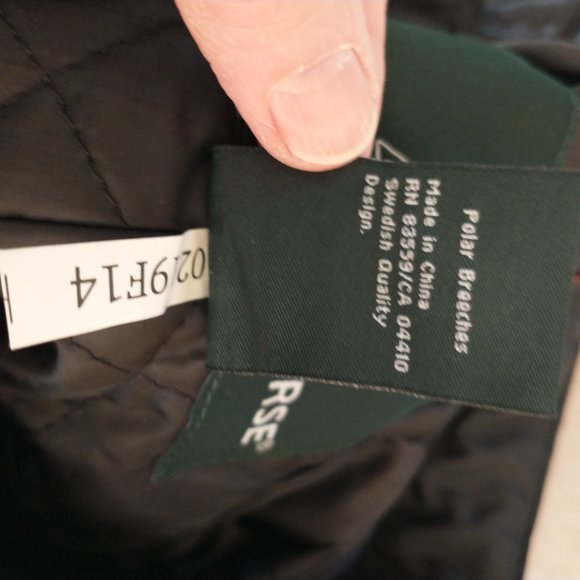 Polar Breeches
Made in China
RN 83559/CA 04410
Swedish Quality
Design.
RSE®
0219F14